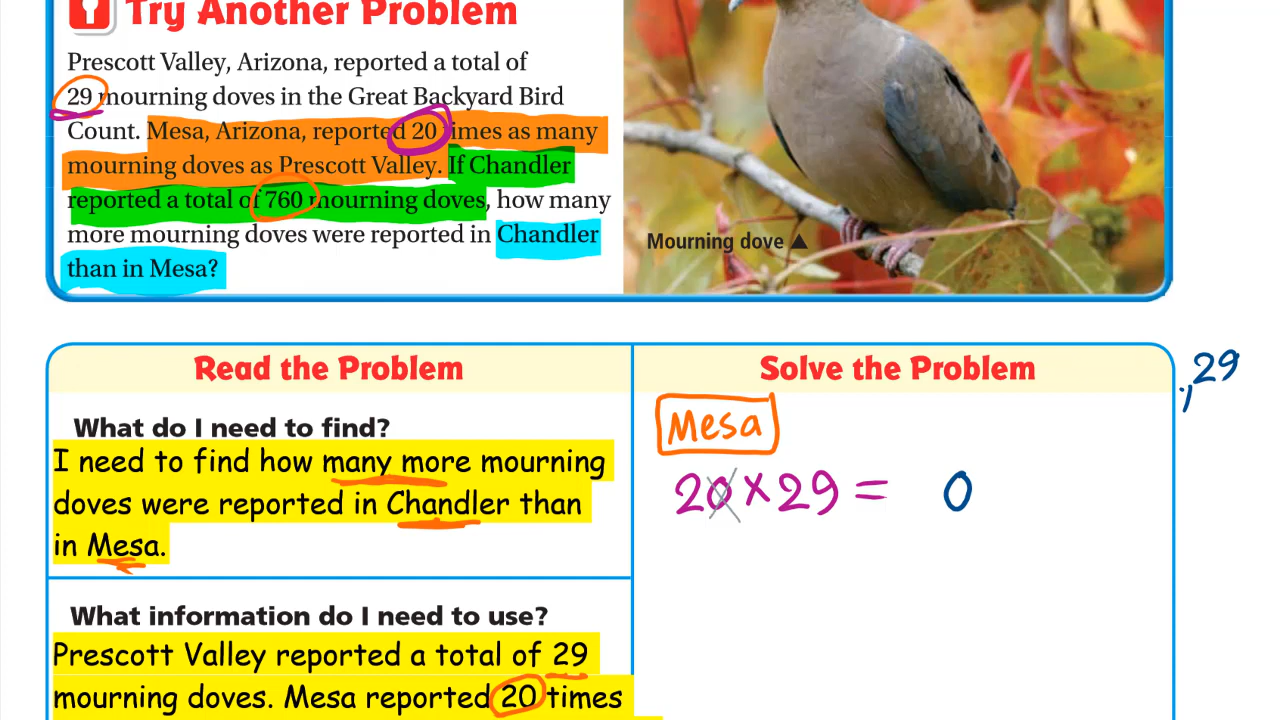 Try Another Problem
Prescott Valley, Arizona, reported a total of
29 mourning doves in the Great Backyard Bird
Count. Mesa, Arizona, reported 20 times as many
mourning doves as Prescott Valley. If Chandler
reported a total of 760 mourning doves, how many
more mourning doves were reported in Chandler
than in Mesa?
Mourning dove ▲
Read the Problem
What do I need to find?
I need to find how many more mourning
doves were reported in Chandler than
in Mesa.
What information do I need to use?
Prescott Valley reported a total of 29
mourning doves. Mesa reported 20 times
Solve the Problem
Mesa
20 × 29 = 0
29